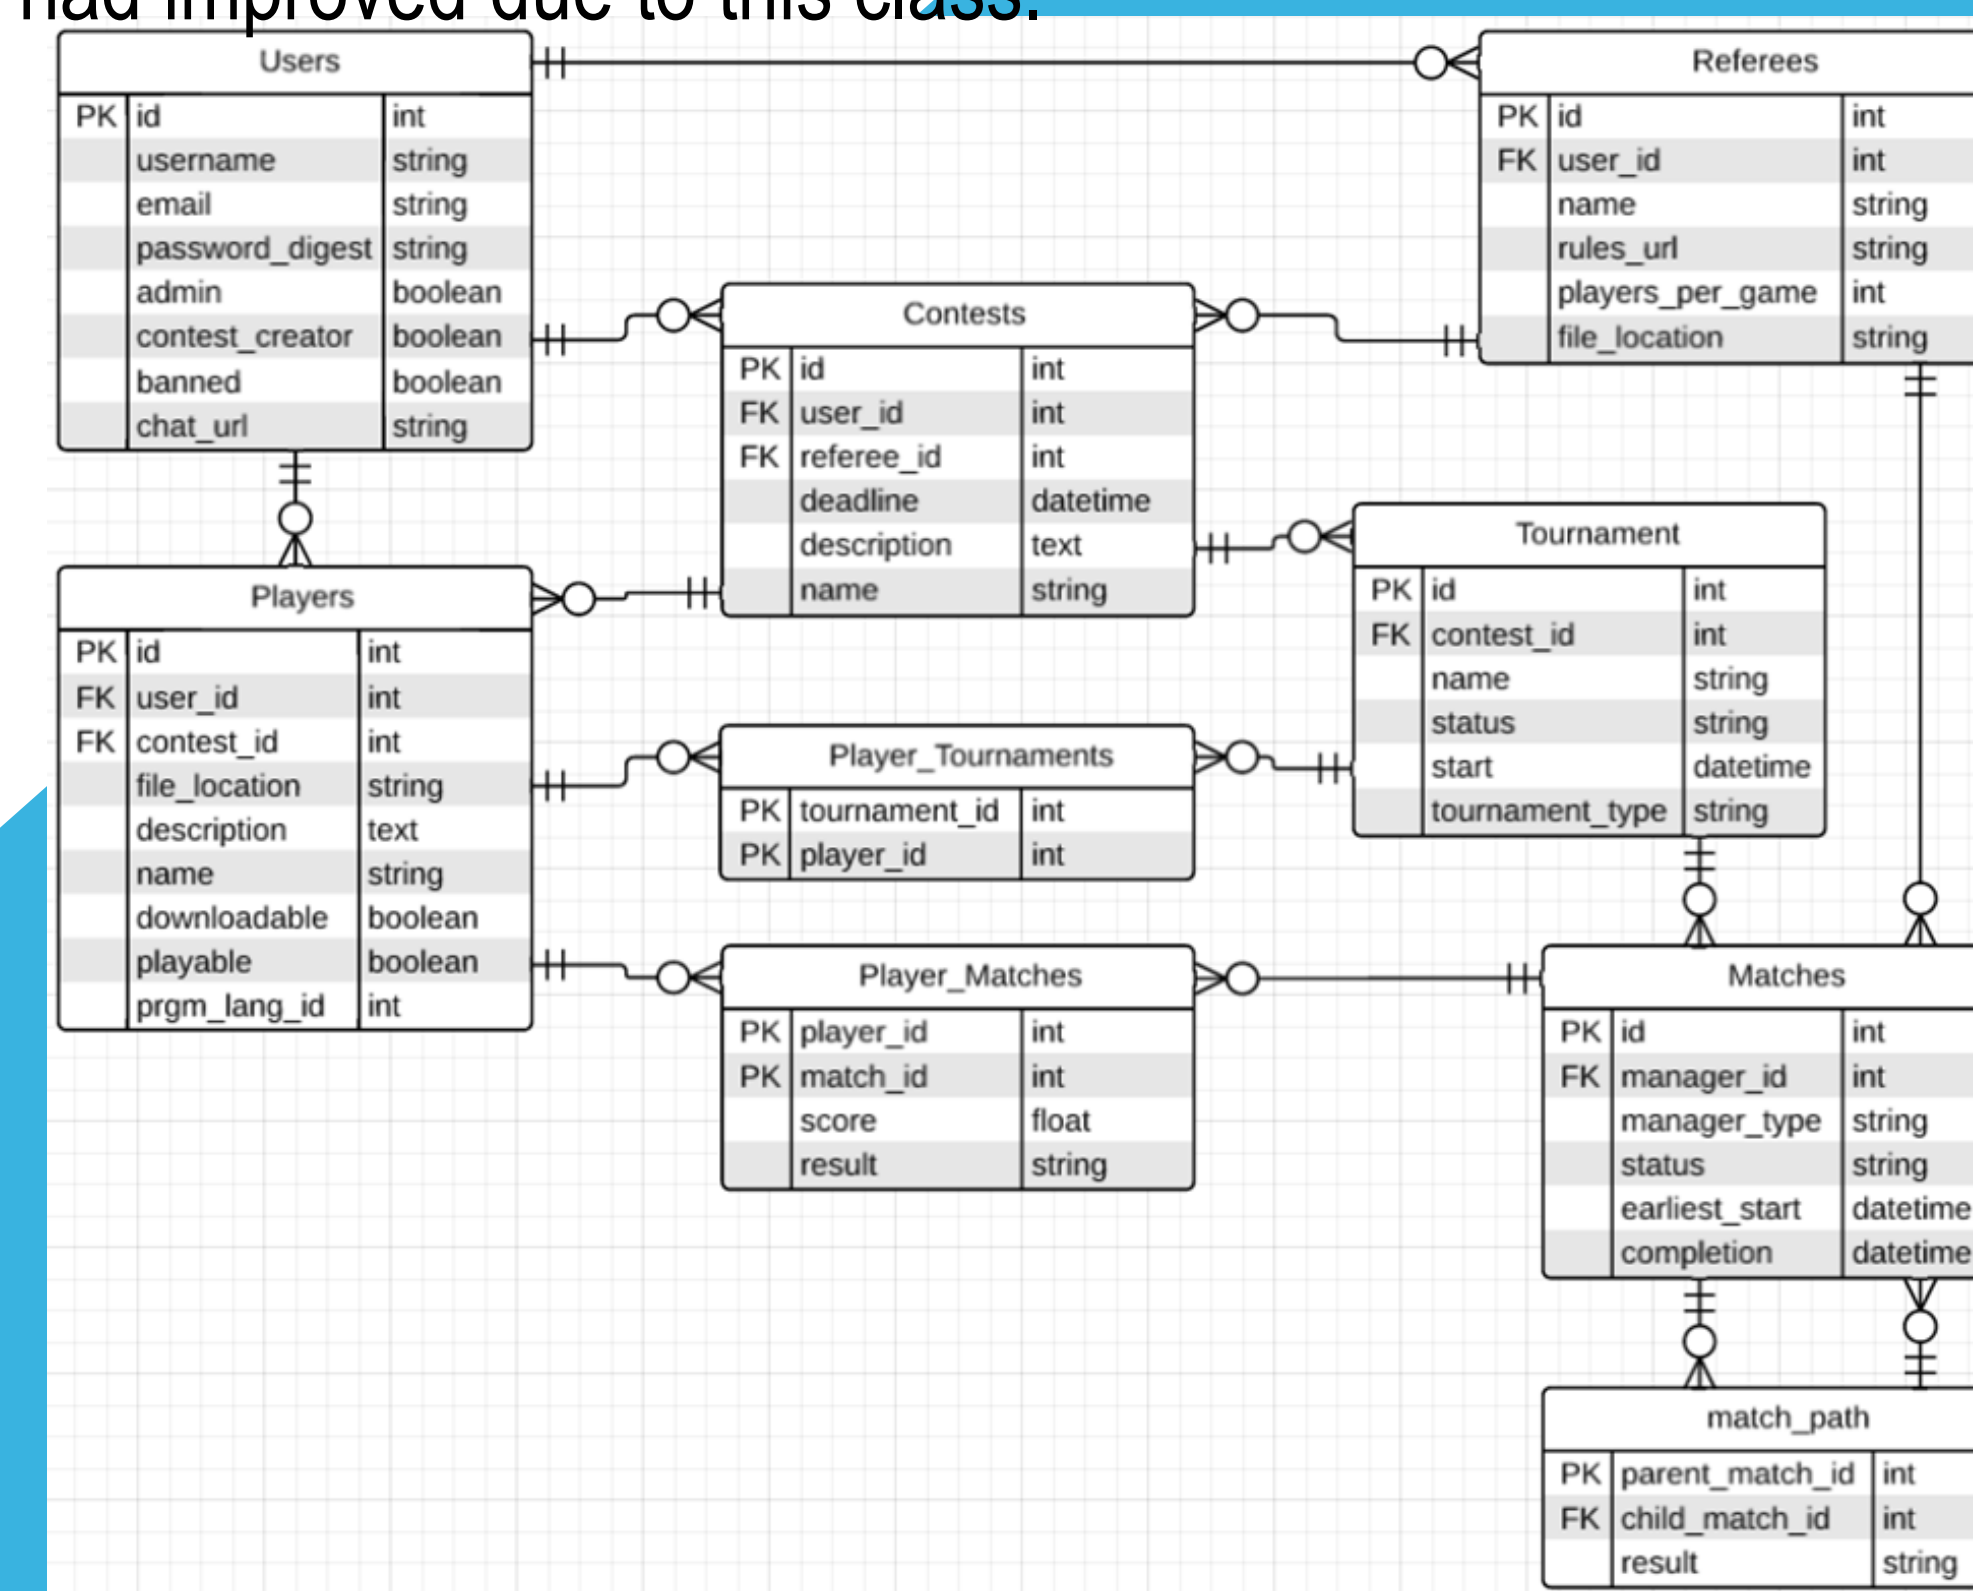 had improved due to this class.
Users
PK id int
username string
email string
password_digest string
admin boolean
contest_creator boolean
banned boolean
chat_url string
Referees
PK id int
FK user_id int
name string
rules_url string
players_per_game int
file_location string
Contests
PK id int
FK user_id int
FK referee_id int
deadline datetime
description text
name string
Tournament
PK id int
FK contest_id int
name string
status string
start datetime
tournament_type string
Players
PK id int
FK user_id int
FK contest_id int
file_location string
description text
name string
downloadable boolean
playable boolean
prgm_lang_id int
Player_Tournaments
PK tournament_id int
PK player_id int
Player_Matches
PK player_id int
PK match_id int
score float
result string
Matches
PK id int
FK manager_id int
manager_type string
status string
earliest_start datetime
completion datetime
match_path
PK parent_match_id int
FK child_match_id int
result string